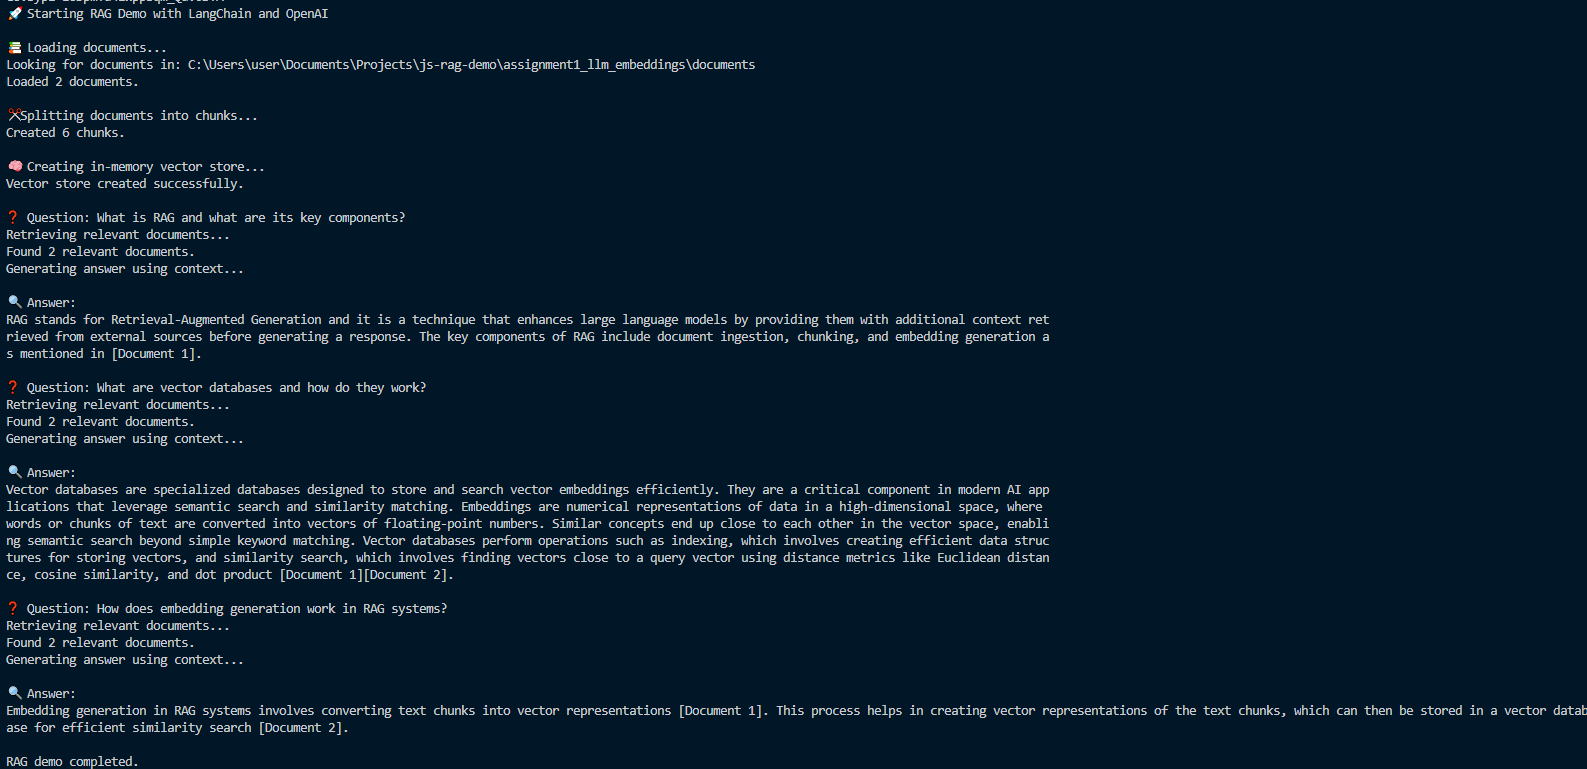 🚀 Starting RAG Demo with LangChain and OpenAI
📚 Loading documents...
Looking for documents in: C:\Users\user\Documents\Projects\js-rag-demo\assignment1_llm_embeddings\documents
Loaded 2 documents.
✂️Splitting documents into chunks...
Created 6 chunks.
🧠 Creating in-memory vector store...
Vector store created successfully.
❓ Question: What is RAG and what are its key components?
Retrieving relevant documents...
Found 2 relevant documents.
Generating answer using context...
🔍 Answer:
RAG stands for Retrieval-Augmented Generation and it is a technique that enhances large language models by providing them with additional context ret
rieved from external sources before generating a response. The key components of RAG include document ingestion, chunking, and embedding generation a
s mentioned in [Document 1].
❓ Question: What are vector databases and how do they work?
Retrieving relevant documents...
Found 2 relevant documents.
Generating answer using context...
🔍 Answer:
Vector databases are specialized databases designed to store and search vector embeddings efficiently. They are a critical component in modern AI app
lications that leverage semantic search and similarity matching. Embeddings are numerical representations of data in a high-dimensional space, where
words or chunks of text are converted into vectors of floating-point numbers. Similar concepts end up close to each other in the vector space, enabli
ng semantic search beyond simple keyword matching. Vector databases perform operations such as indexing, which involves creating efficient data struc
tures for storing vectors, and similarity search, which involves finding vectors close to a query vector using distance metrics like Euclidean distan
ce, cosine similarity, and dot product [Document 1][Document 2].
❓ Question: How does embedding generation work in RAG systems?
Retrieving relevant documents...
Found 2 relevant documents.
Generating answer using context...
🔍 Answer:
Embedding generation in RAG systems involves converting text chunks into vector representations [Document 1]. This process helps in creating vector representations of the text chunks, which can then be stored in a vector datab
ase for efficient similarity search [Document 2].
RAG demo completed.